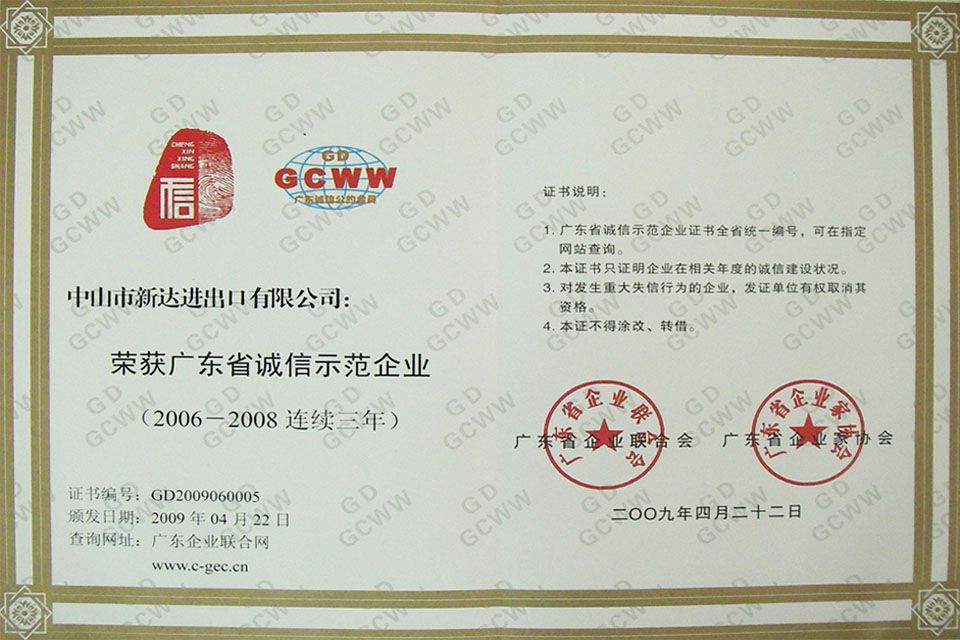 CHENG
XIN
XING
SHANG
信
GD
GCWW
广东诚信公约会员
中山市新达进出口有限公司：
荣获广东省诚信示范企业
（2006－2008 连续三年）
证书编号：GD2009060005
颁发日期：2009 年 04 月 22 日
查询网址：广东企业联合网
www.c-gec.cn
证书说明：
1. 广东省诚信示范企业证书全省统一编号，可在指定
网站查询。
2. 本证书只证明企业在相关年度的诚信建设状况。
3. 对发生重大失信行为的企业，发证单位有权取消其
资格。
4. 本证不得涂改、转借。
广东省企业联合会
广东省企业家协会
广东省企业联合会 广东省企业家协会
二〇〇九年四月二十二日